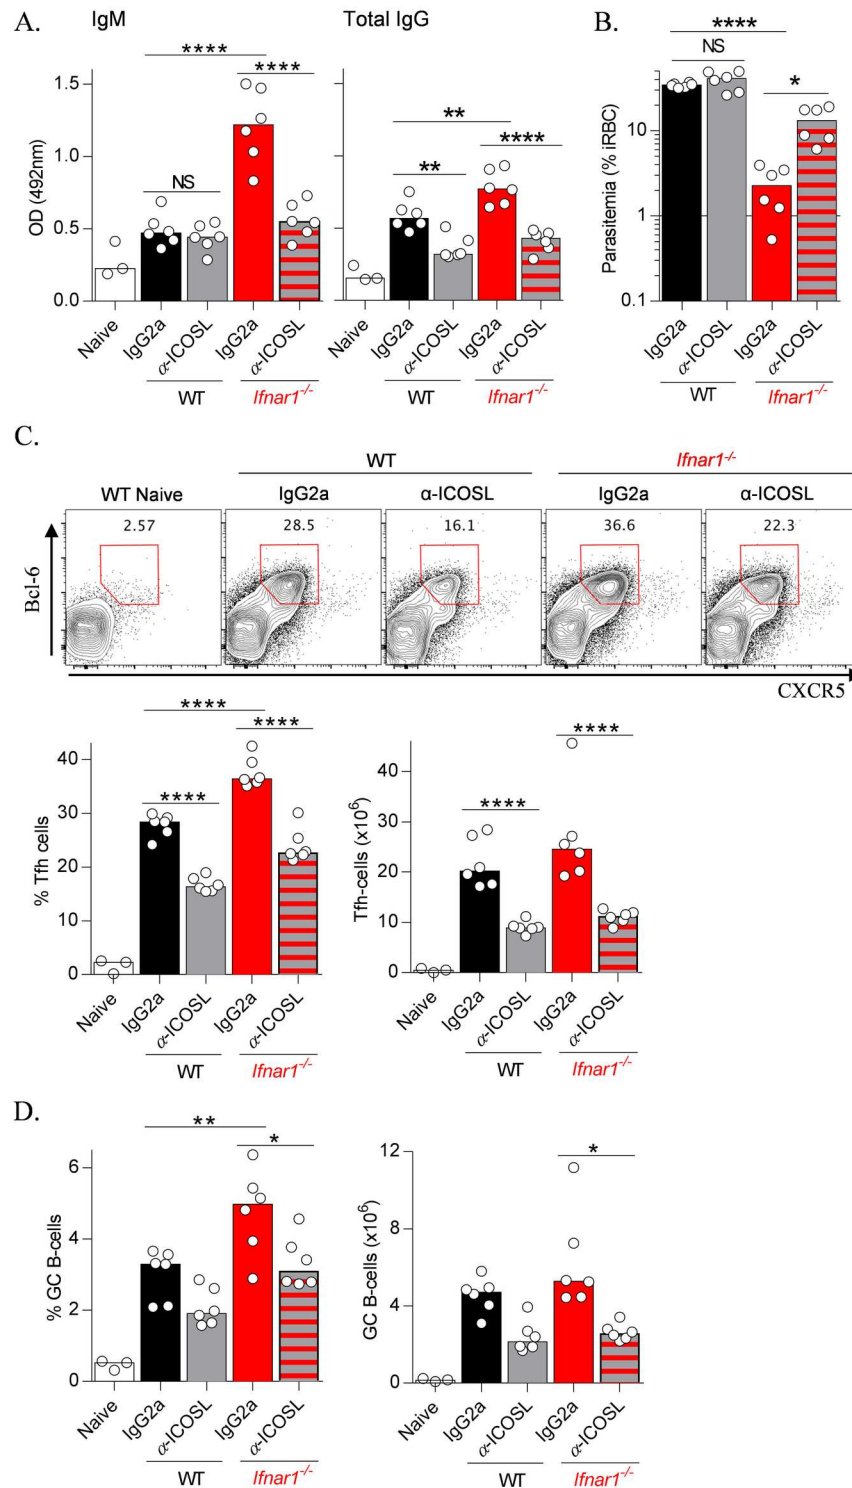 A.
IgM
Total IgG
B.
OD (492nm)
1.5
1.0
0.5
0.0
****
****
NS
**
**
****
Naive
IgG2a
α-ICOSL
IgG2a
α-ICOSL
WT
Ifnar1-/-
Naive
IgG2a
α-ICOSL
IgG2a
α-ICOSL
WT
Ifnar1-/-
Parasitemia (% iRBC)
10
1
0.1
****
NS
*
IgG2a
α-ICOSL
IgG2a
α-ICOSL
WT
Ifnar1-/-
C.
WT
Ifnar1-/-
WT Naive
IgG2a
α-ICOSL
IgG2a
α-ICOSL
2.57
28.5
16.1
36.6
22.3
Bcl-6
CXCR5
% Tfh cells
40
30
20
10
0
****
****
****
Naive
IgG2a
α-ICOSL
IgG2a
α-ICOSL
WT
Ifnar1-/-
Tfh-cells (x10^6)
40
30
20
10
0
****
****
Naive
IgG2a
α-ICOSL
IgG2a
α-ICOSL
WT
Ifnar1-/-
D.
% GC B-cells
6
4
2
0
**
*
Naive
IgG2a
α-ICOSL
IgG2a
α-ICOSL
WT
Ifnar1-/-
GC B-cells (x10^6)
12
8
4
0
*
Naive
IgG2a
α-ICOSL
IgG2a
α-ICOSL
WT
Ifnar1-/-